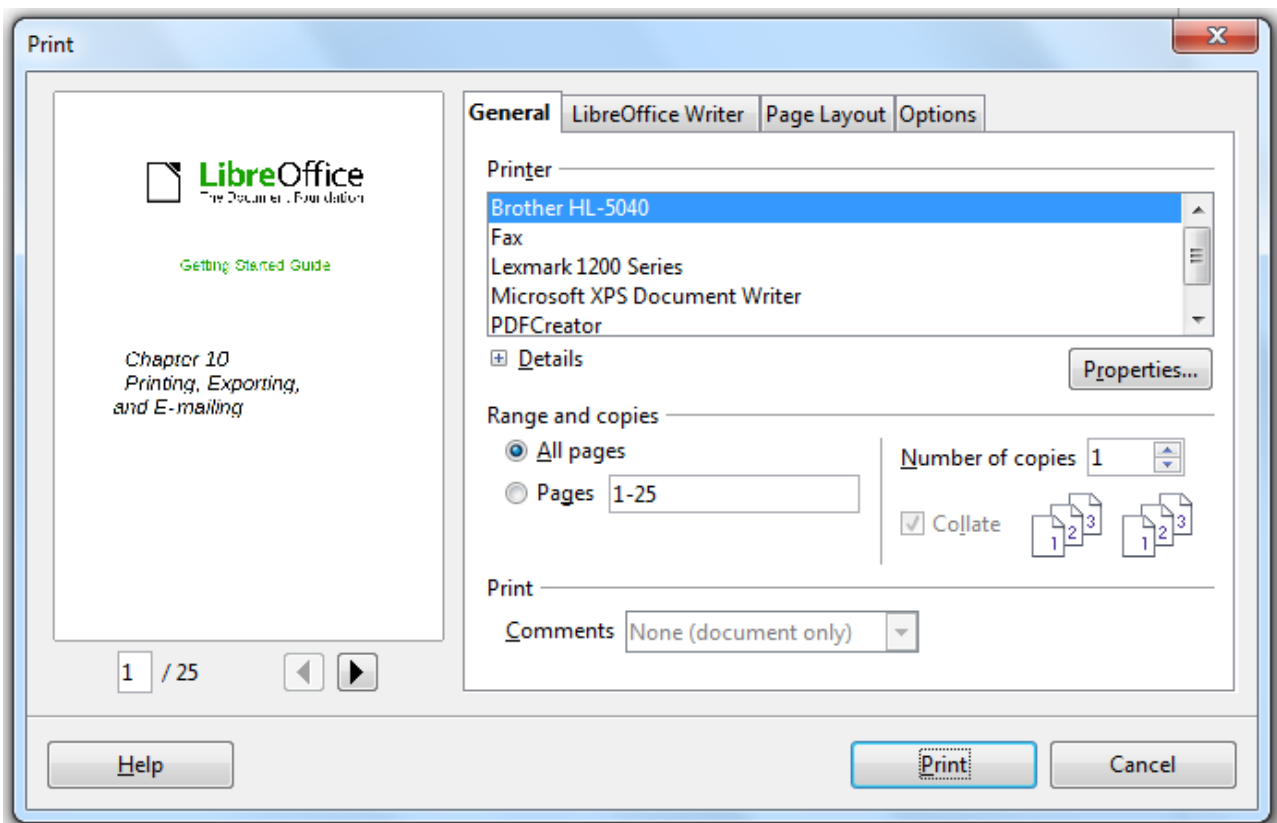 Print
LibreOffice
The Document Foundation
Getting Started Guide
Chapter 10
Printing, Exporting,
and E-mailing
1 / 25
General LibreOffice Writer Page Layout Options
Printer
Brother HL-5040
Fax
Lexmark 1200 Series
Microsoft XPS Document Writer
PDFCreator
Details
Properties...
Range and copies
All pages
Pages 1-25
Number of copies 1
Collate 1 2 3 1 2 3
Print
Comments None (document only)
Help Print Cancel